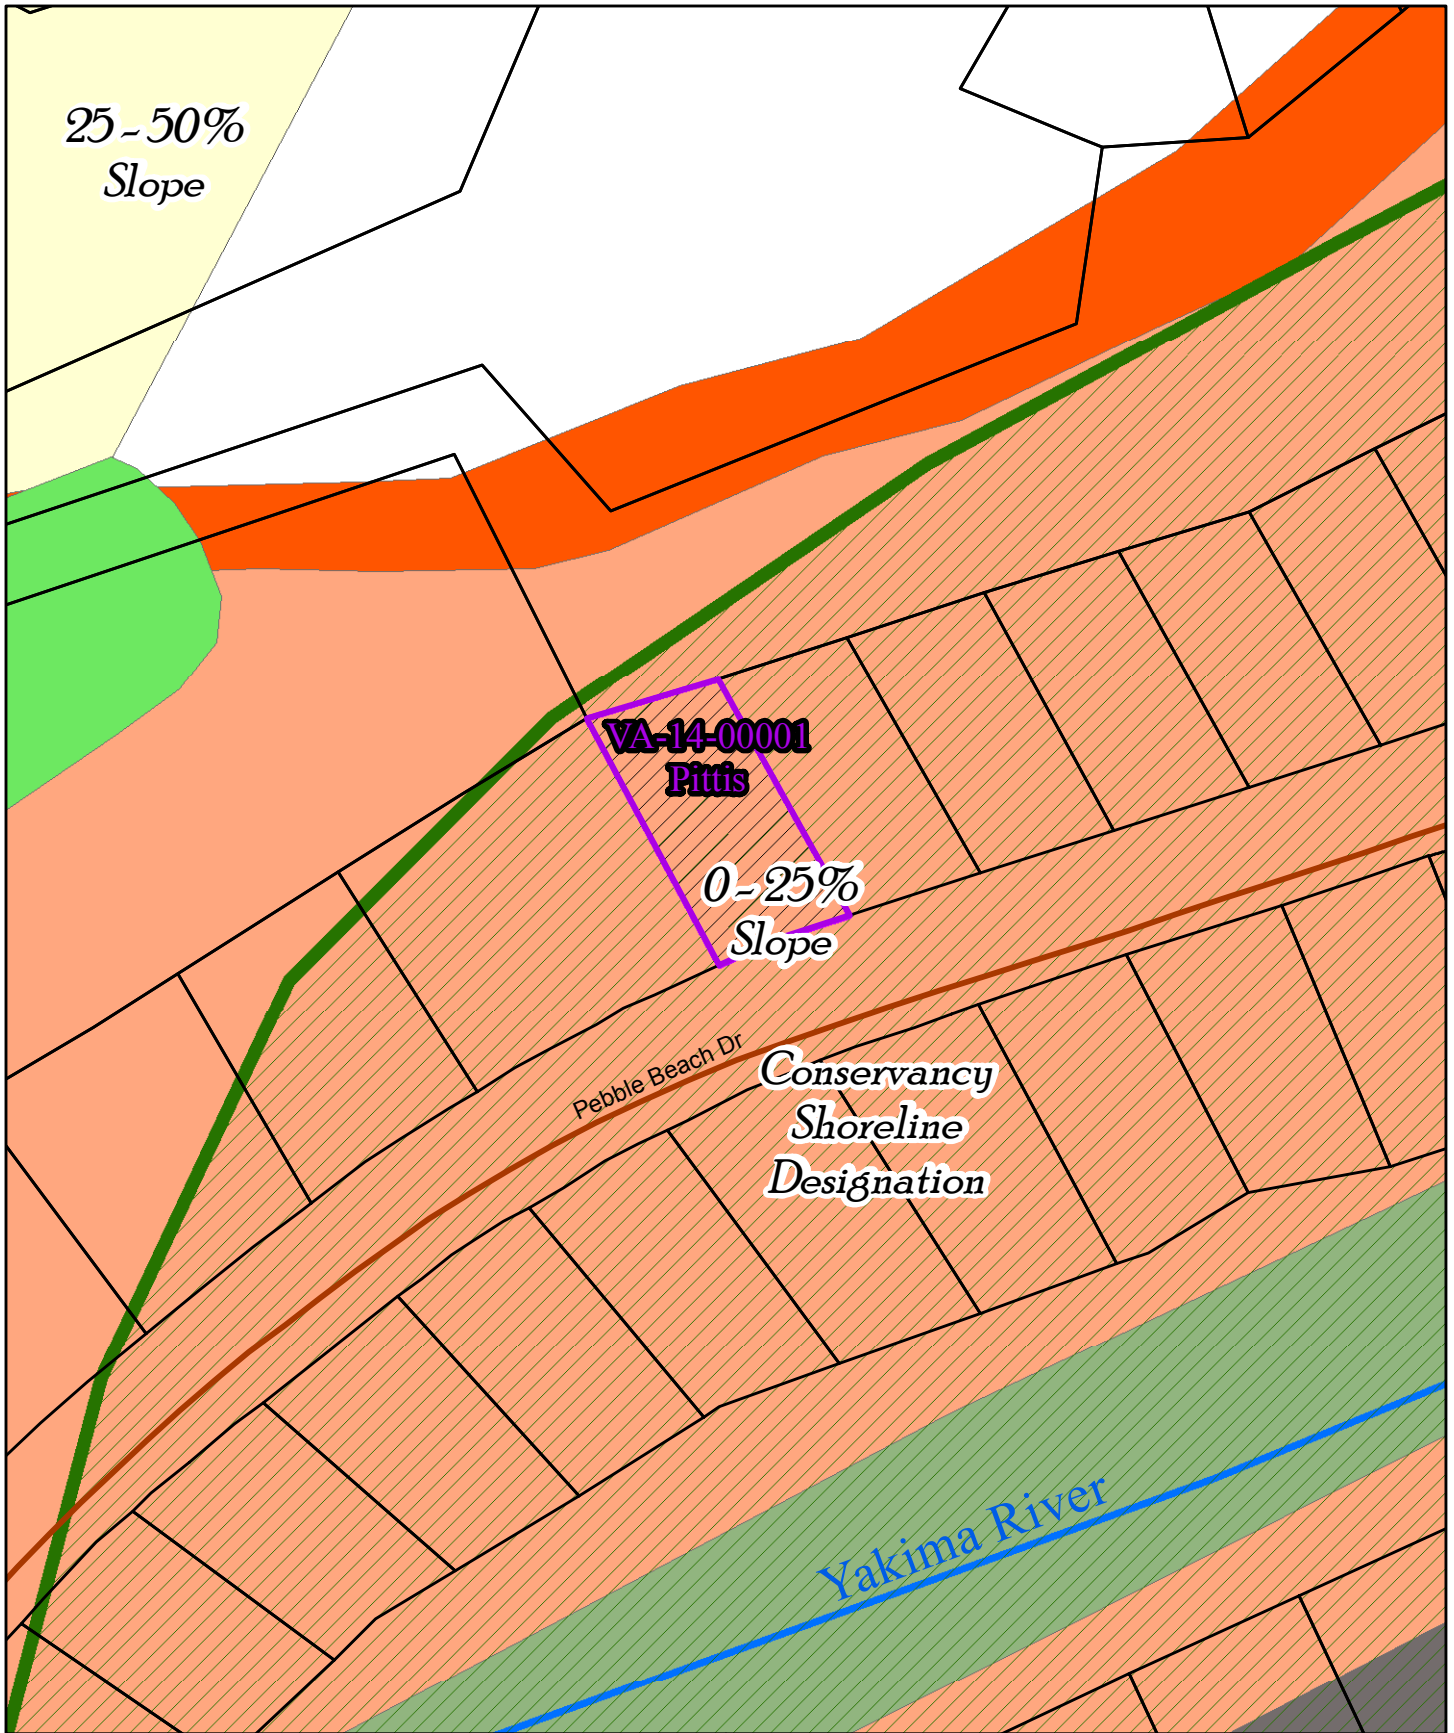 25-50%
Slope
VA-14-00001
Pittis
0-25%
Slope
Pebble Beach Dr
Conservancy
Shoreline
Designation
Yakima River